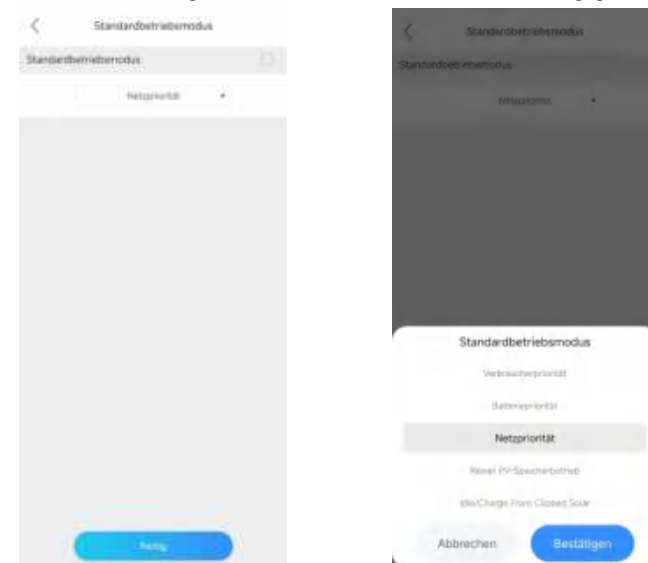 Standardbetriebsmodus
Standardbetriebsmodus
Netzpriorität
Fertig
Standardbetriebsmodus
Standardbetriebsmodus
Netzpriorität
Standardbetriebsmodus
Verbraucherpriorität
Batteriepriorität
Netzpriorität
Reiner PV-Speicherbetrieb
Idle/Charge From Clipped Solar
Abbrechen
Bestätigen